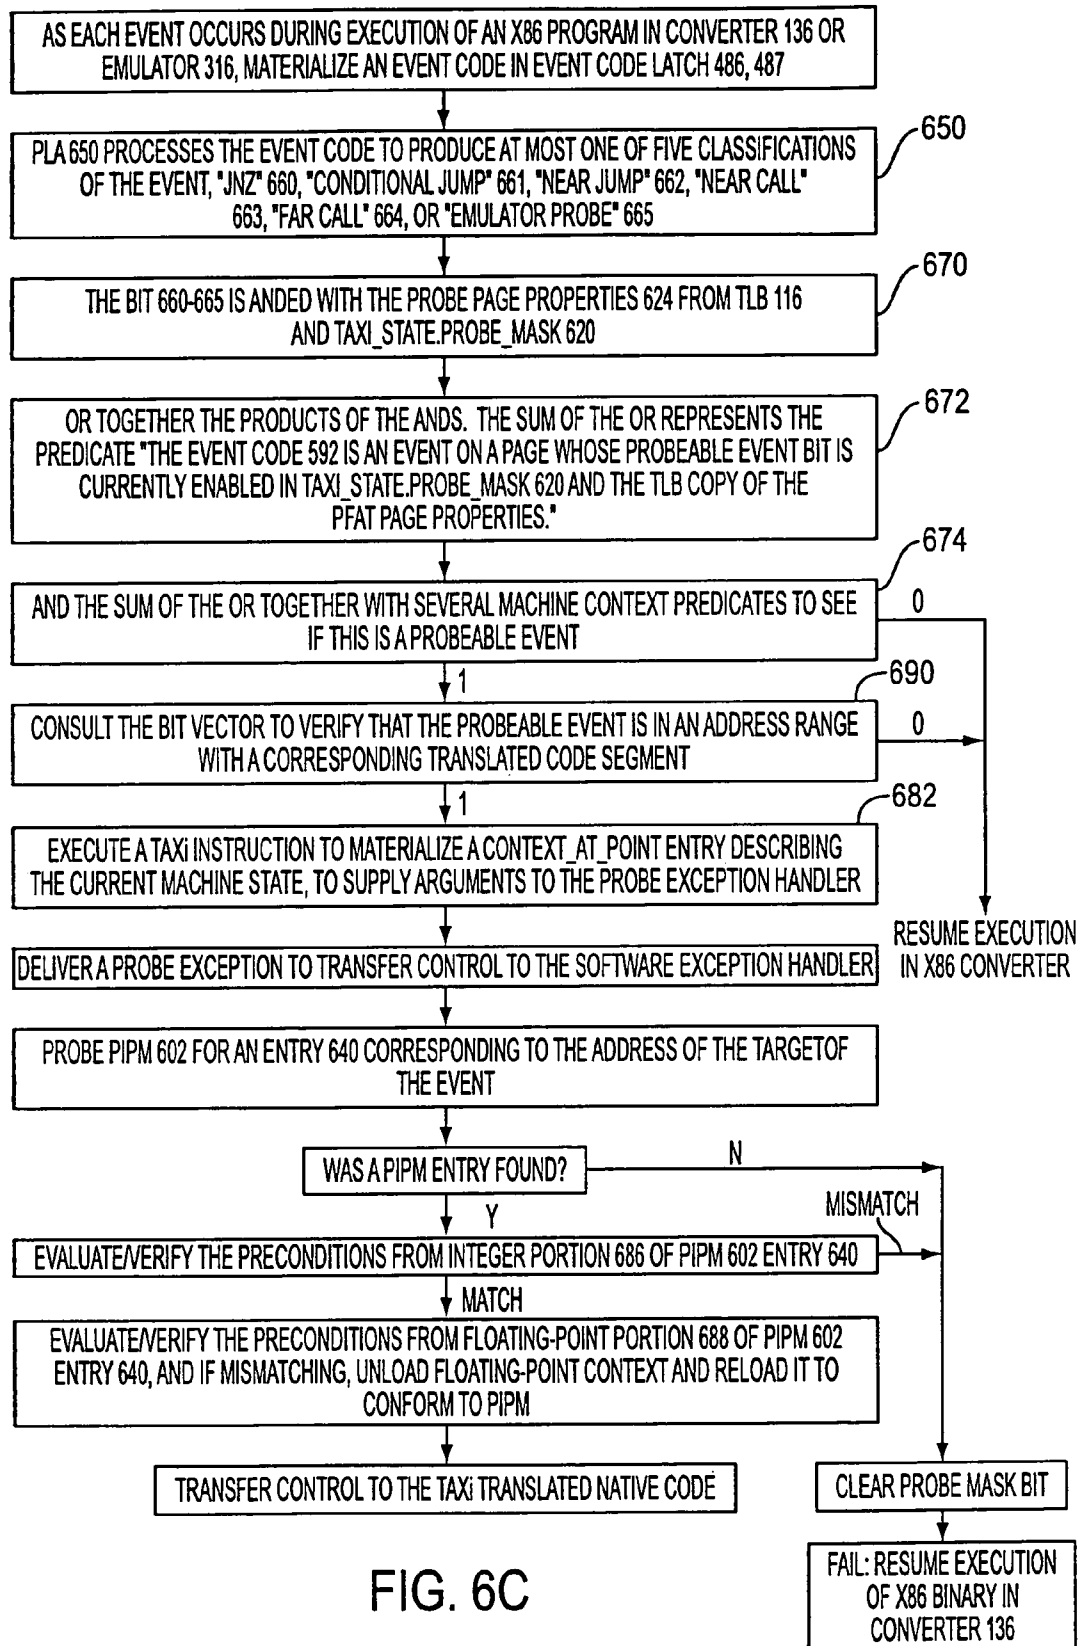 AS EACH EVENT OCCURS DURING EXECUTION OF AN X86 PROGRAM IN CONVERTER 136 OR
EMULATOR 316, MATERIALIZE AN EVENT CODE IN EVENT CODE LATCH 486, 487
650
PLA 650 PROCESSES THE EVENT CODE TO PRODUCE AT MOST ONE OF FIVE CLASSIFICATIONS
OF THE EVENT, "JNZ" 660, "CONDITIONAL JUMP" 661, "NEAR JUMP" 662, "NEAR CALL"
663, "FAR CALL" 664, OR "EMULATOR PROBE" 665
670
THE BIT 660-665 IS ANDED WITH THE PROBE PAGE PROPERTIES 624 FROM TLB 116
AND TAXI_STATE.PROBE_MASK 620
672
OR TOGETHER THE PRODUCTS OF THE ANDS. THE SUM OF THE OR REPRESENTS THE
PREDICATE "THE EVENT CODE 592 IS AN EVENT ON A PAGE WHOSE PROBEABLE EVENT BIT IS
CURRENTLY ENABLED IN TAXI_STATE.PROBE_MASK 620 AND THE TLB COPY OF THE
PFAT PAGE PROPERTIES."
674
AND THE SUM OF THE OR TOGETHER WITH SEVERAL MACHINE CONTEXT PREDICATES TO SEE
IF THIS IS A PROBEABLE EVENT
0
1
690
CONSULT THE BIT VECTOR TO VERIFY THAT THE PROBEABLE EVENT IS IN AN ADDRESS RANGE
WITH A CORRESPONDING TRANSLATED CODE SEGMENT
0
1
682
EXECUTE A TAXi INSTRUCTION TO MATERIALIZE A CONTEXT_AT_POINT ENTRY DESCRIBING
THE CURRENT MACHINE STATE, TO SUPPLY ARGUMENTS TO THE PROBE EXCEPTION HANDLER
RESUME EXECUTION
IN X86 CONVERTER
DELIVER A PROBE EXCEPTION TO TRANSFER CONTROL TO THE SOFTWARE EXCEPTION HANDLER
PROBE PIPM 602 FOR AN ENTRY 640 CORRESPONDING TO THE ADDRESS OF THE TARGETOF
THE EVENT
WAS A PIPM ENTRY FOUND?
N
Y
MISMATCH
EVALUATE/VERIFY THE PRECONDITIONS FROM INTEGER PORTION 686 OF PIPM 602 ENTRY 640
MATCH
EVALUATE/VERIFY THE PRECONDITIONS FROM FLOATING-POINT PORTION 688 OF PIPM 602
ENTRY 640, AND IF MISMATCHING, UNLOAD FLOATING-POINT CONTEXT AND RELOAD IT TO
CONFORM TO PIPM
TRANSFER CONTROL TO THE TAXi TRANSLATED NATIVE CODE
CLEAR PROBE MASK BIT
FAIL: RESUME EXECUTION
OF X86 BINARY IN
CONVERTER 136
FIG. 6C